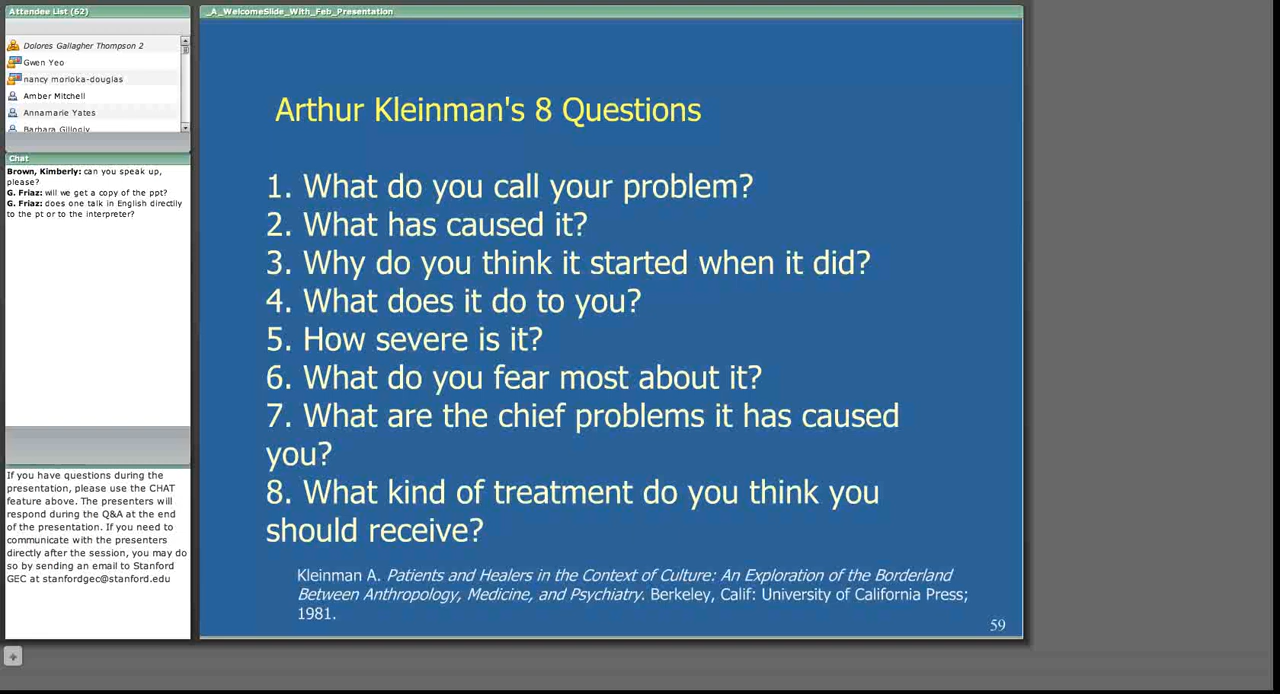 Attendee List (62)
Dolores Gallagher Thompson 2
Gwen Yeo
nancy morioka-douglas
Amber Mitchell
Annamarie Yates
Barbara Gillogly
Chat
Brown, Kimberly: can you speak up,
please?
G. Friaz: will we get a copy of the ppt?
G. Friaz: does one talk in English directly
to the pt or to the interpreter?
If you have questions during the
presentation, please use the CHAT
feature above. The presenters will
respond during the Q&A at the end
of the presentation. If you need to
communicate with the presenters
directly after the session, you may do
so by sending an email to Stanford
GEC at stanfordgec@stanford.edu
_A_WelcomeSlide_With_Feb_Presentation
Arthur Kleinman's 8 Questions
1. What do you call your problem?
2. What has caused it?
3. Why do you think it started when it did?
4. What does it do to you?
5. How severe is it?
6. What do you fear most about it?
7. What are the chief problems it has caused
you?
8. What kind of treatment do you think you
should receive?
Kleinman A. Patients and Healers in the Context of Culture: An Exploration of the Borderland
Between Anthropology, Medicine, and Psychiatry. Berkeley, Calif: University of California Press;
1981.
59